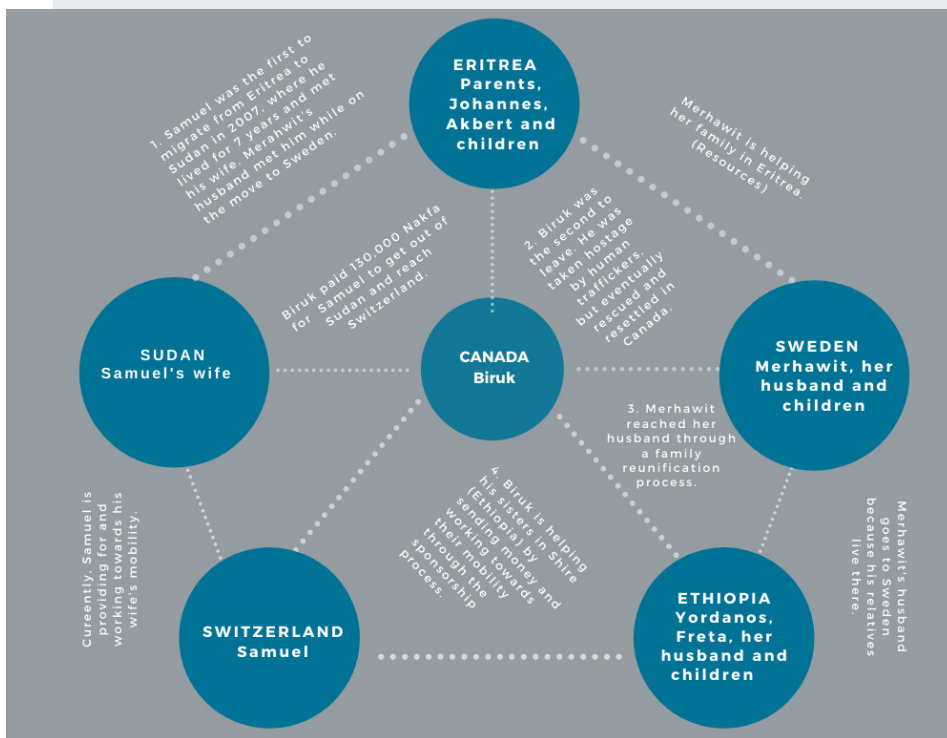 1. Samuel was the first to
migrate from Eritrea to
Sudan in 2007, where he
lived for 7 years and met
his wife. Merahwit's
husband met him while on
the move to Sweden.
ERITREA
Parents,
Johannes,
Akbert and
children
Merhawit is helping
her family in Eritrea.
(Resources)
Biruk paid 130,000 Nakfa
for Samuel to get out of
Sudan and reach
Switzerland.
2. Biruk was
the second to
leave. He was
taken hostage
by human
traffickers,
but eventually
rescued and
resettled in
Canada.
SUDAN
Samuel's wife
CANADA
Biruk
SWEDEN
Merhawit, her
husband and
children
3. Merhawit
reached her
husband through
a family
reunification
process.
Cureently, Samuel is
providing for and
working towards his
wife's mobility.
4. Biruk is helping
his sisters in Shire
(Ethiopia) by
sending money and
working towards
their mobility
through the
sponsorship
process.
Merhawit's husband
goes to Sweden
because his relatives
live there.
SWITZERLAND
Samuel
ETHIOPIA
Yordanos,
Freta, her
husband and
children